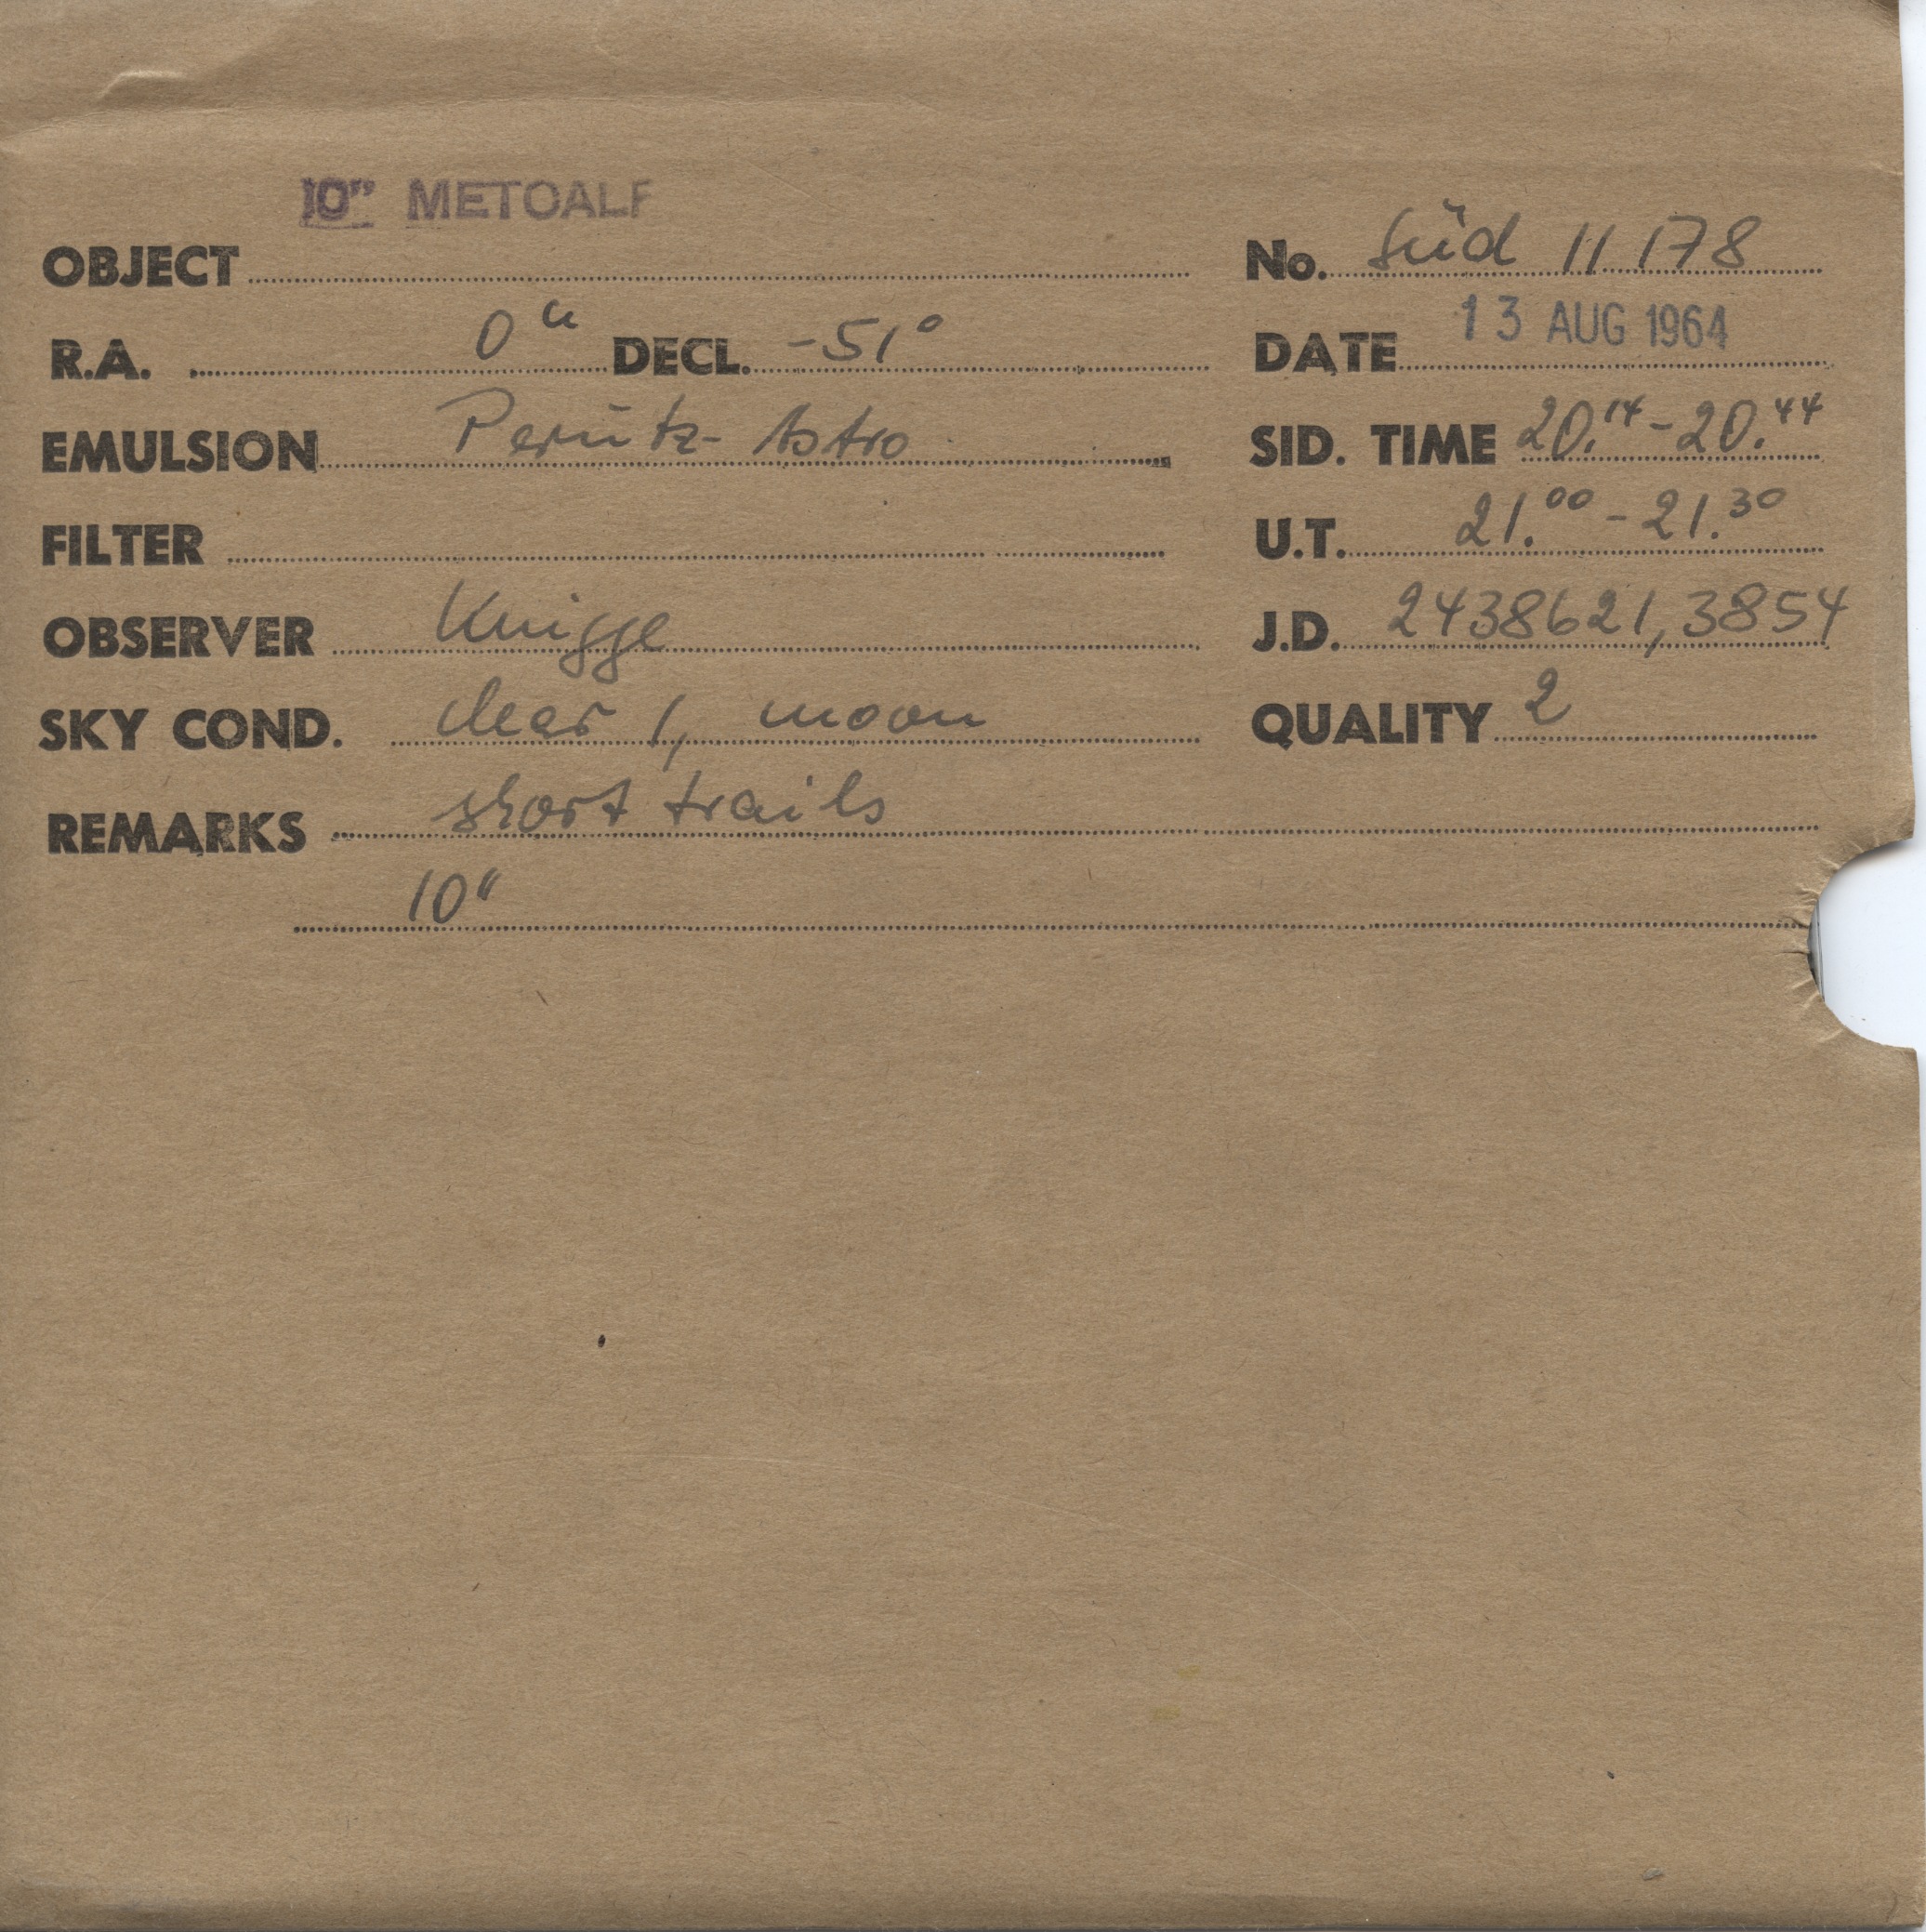 10" METCALF
OBJECT No. Süd 11178
R.A. 0h DECL. -51° DATE 13 AUG 1964
EMULSION Perutz-Astro SID. TIME 20.14-20.44
FILTER U.T. 21.00-21.30
OBSERVER Knigge J.D. 2438621,3854
SKY COND. clear 1, moon QUALITY 2
REMARKS short trails
10"